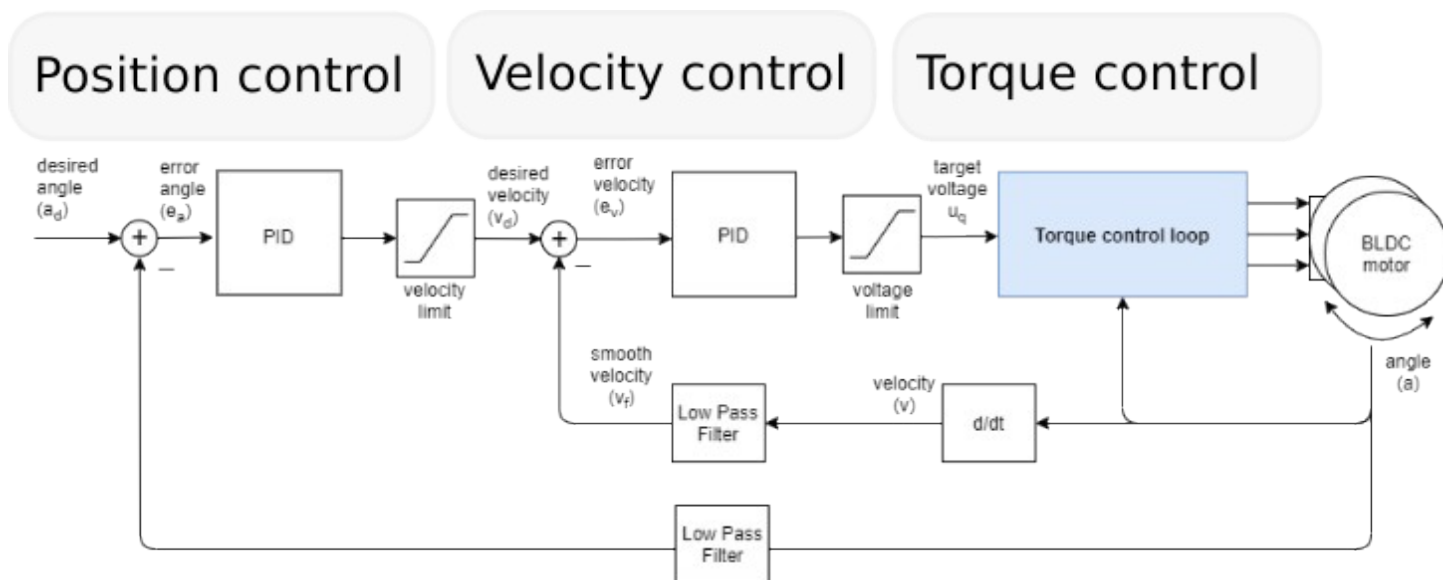 Position control
Velocity control
Torque control
desired
angle
(a_d)
error
angle
(e_a)
PID
velocity
limit
desired
velocity
(v_d)
error
velocity
(e_v)
PID
voltage
limit
target
voltage
u_q
Torque control loop
BLDC
motor
+
−
+
−
angle
(a)
smooth
velocity
(v_f)
Low Pass
Filter
velocity
(v)
d/dt
Low Pass
Filter